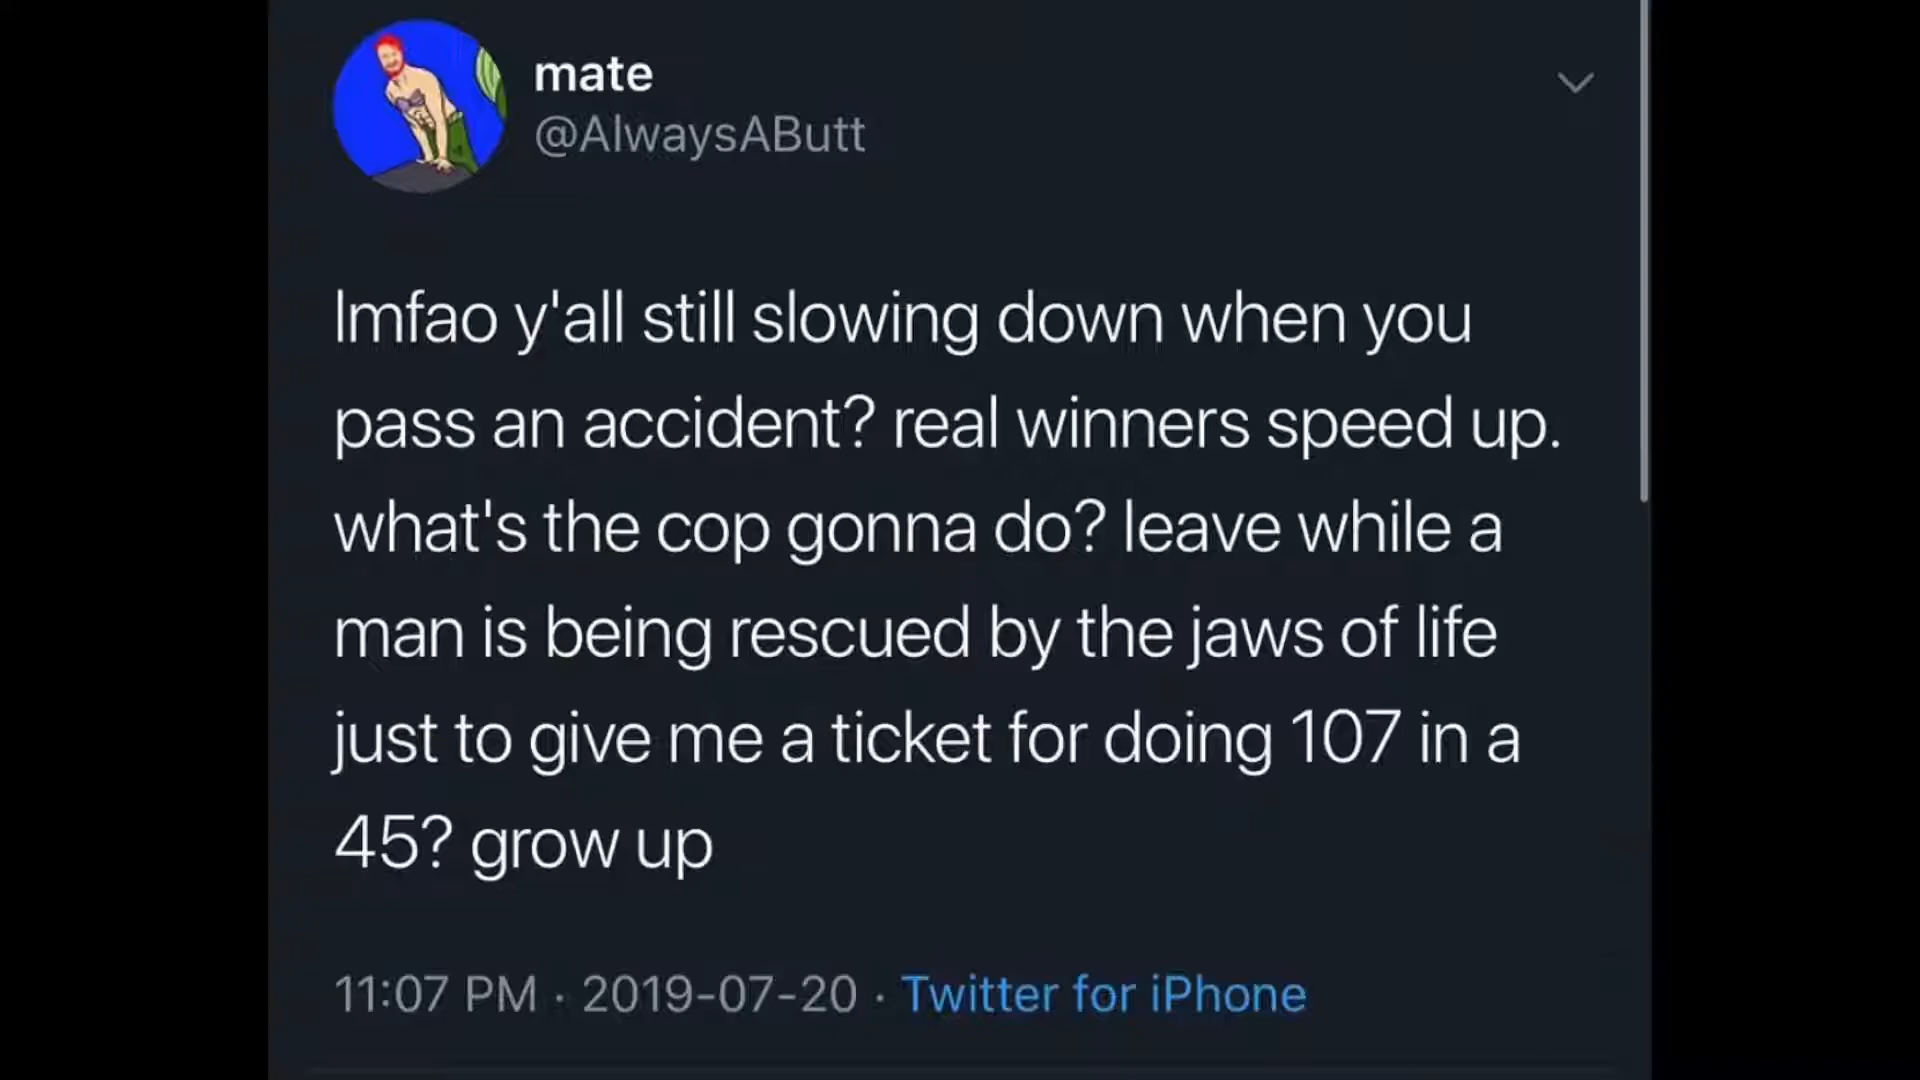 mate
@AlwaysAButt
lmfao y'all still slowing down when you
pass an accident? real winners speed up.
what's the cop gonna do? leave while a
man is being rescued by the jaws of life
just to give me a ticket for doing 107 in a
45? grow up
11:07 PM · 2019-07-20 · Twitter for iPhone